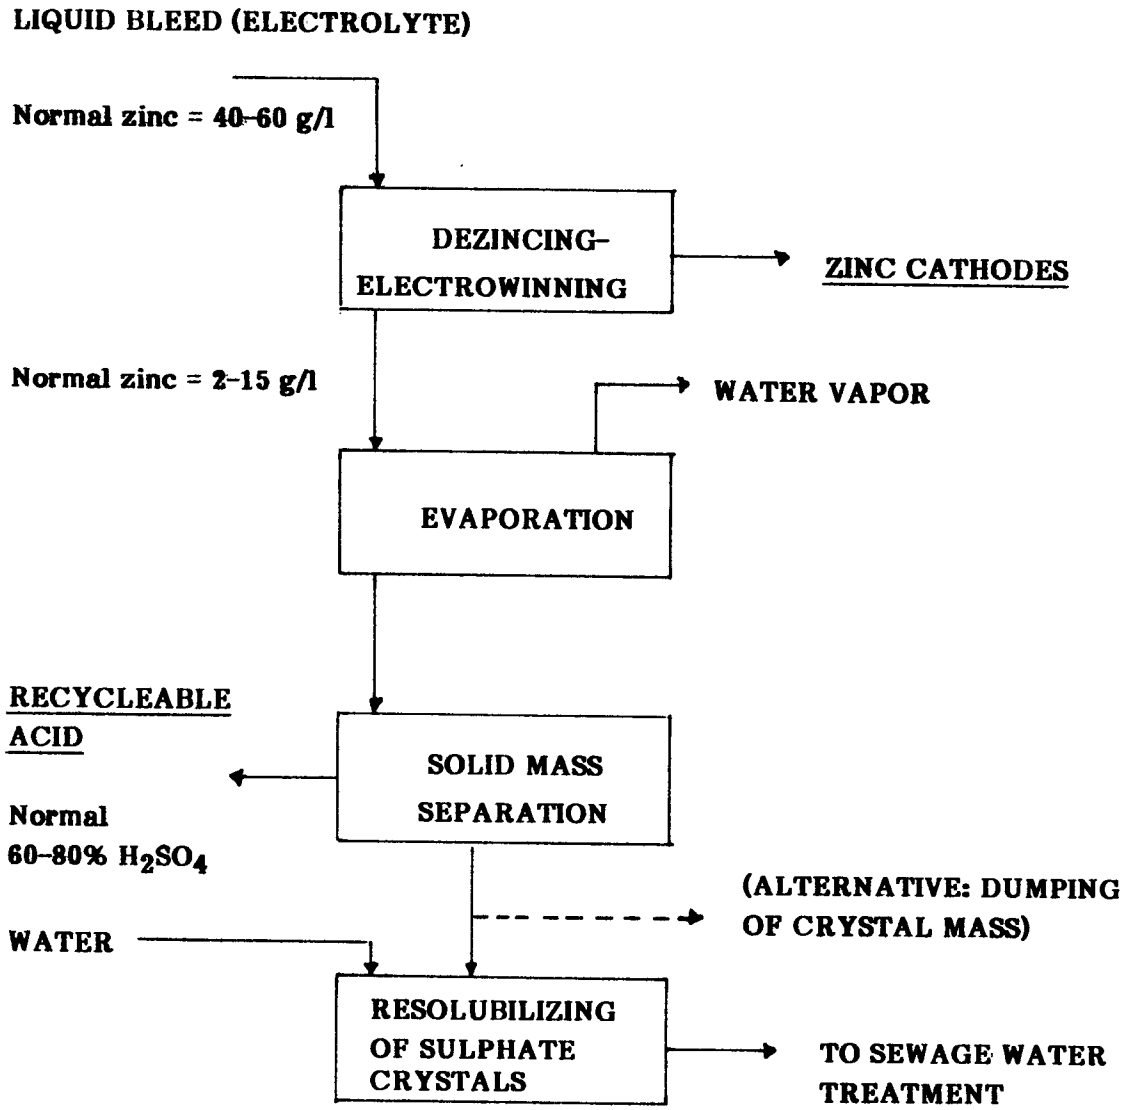 LIQUID BLEED (ELECTROLYTE)
Normal zinc = 40-60 g/l
DEZINCING-
ELECTROWINNING
ZINC CATHODES
Normal zinc = 2-15 g/l
WATER VAPOR
EVAPORATION
RECYCLEABLE
ACID
SOLID MASS
SEPARATION
Normal
60-80% H₂SO₄
(ALTERNATIVE: DUMPING
OF CRYSTAL MASS)
WATER
RESOLUBILIZING
OF SULPHATE
CRYSTALS
TO SEWAGE WATER
TREATMENT